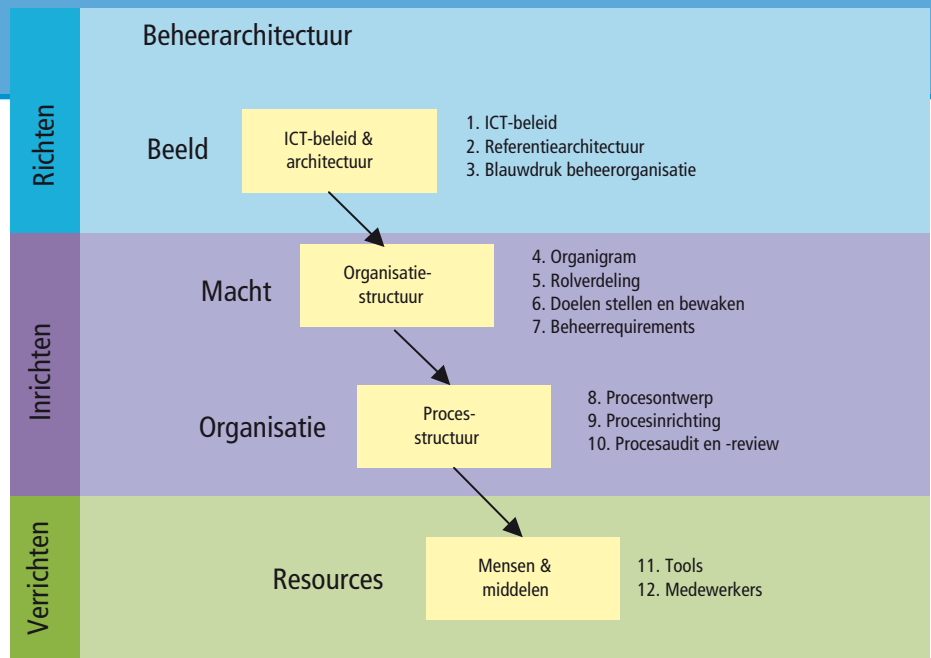 Beheerarchitectuur
Richten
Beeld
ICT-beleid &
architectuur
1. ICT-beleid
2. Referentiearchitectuur
3. Blauwdruk beheerorganisatie
Inrichten
Macht
Organisatie-
structuur
4. Organigram
5. Rolverdeling
6. Doelen stellen en bewaken
7. Beheerrequirements
Organisatie
Proces-
structuur
8. Procesontwerp
9. Procesinrichting
10. Procesaudit en -review
Verrichten
Resources
Mensen &
middelen
11. Tools
12. Medewerkers